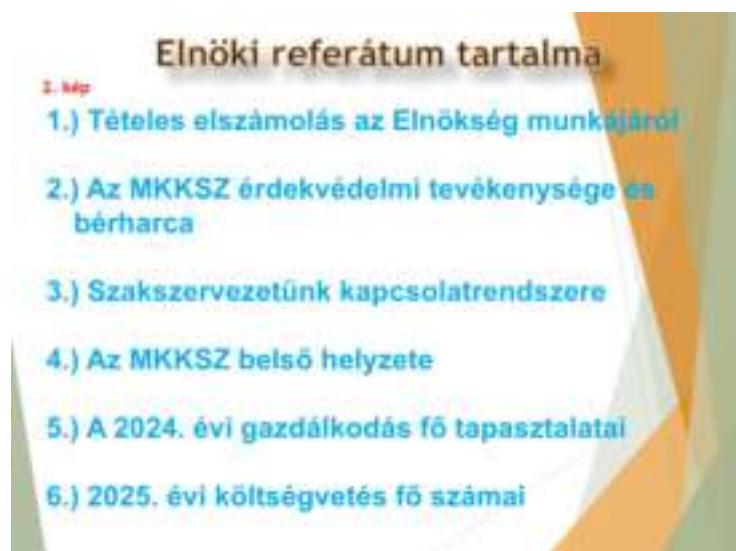 Elnöki referátum tartalma
2. kép
1.) Tételes elszámolás az Elnökség munkájáról
2.) Az MKKSZ érdekvédelmi tevékenysége és
bérharca
3.) Szakszervezetünk kapcsolatrendszere
4.) Az MKKSZ belső helyzete
5.) A 2024. évi gazdálkodás fő tapasztalatai
6.) 2025. évi költségvetés fő számai